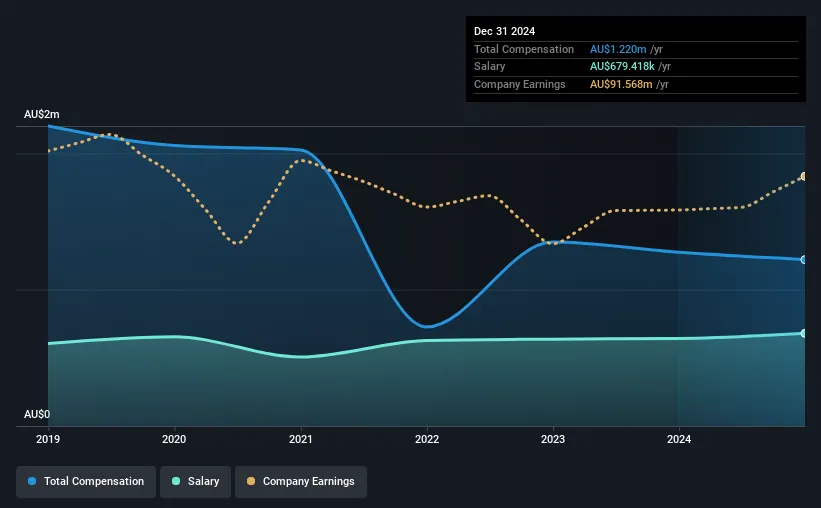 Dec 31 2024
Total Compensation AU$1.220m /yr
Salary AU$679.418k /yr
Company Earnings AU$91.568m /yr
AU$2m
AU$0
2019 2020 2021 2022 2023 2024
Total Compensation Salary Company Earnings